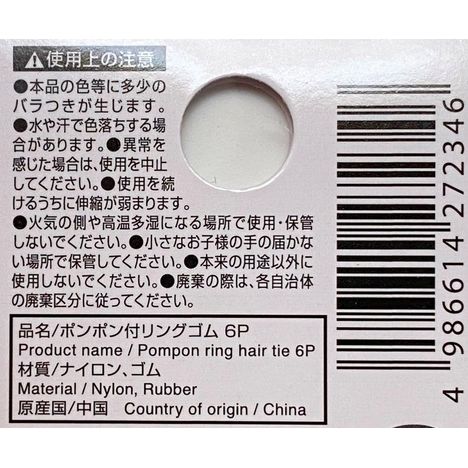 ⚠使用上の注意
●本品の色等に多少の
バラつきが生じます。
●水や汗で色落ちする場
合があります。●異常を
感じた場合は、使用を中止
してください。●使用を続
けるうちに伸縮が弱まります。
●火気の側や高温多湿になる場所で使用・保管
しないでください。●小さなお子様の手の届かな
い場所で保管してください。●本来の用途以外に
使用しないでください。●廃棄の際は、各自治体
の廃棄区分に従ってください。
品名/ポンポン付リングゴム 6P
Product name / Pompon ring hair tie 6P
材質/ナイロン、ゴム
Material / Nylon, Rubber
原産国/中国 Country of origin / China
4 986614 272346